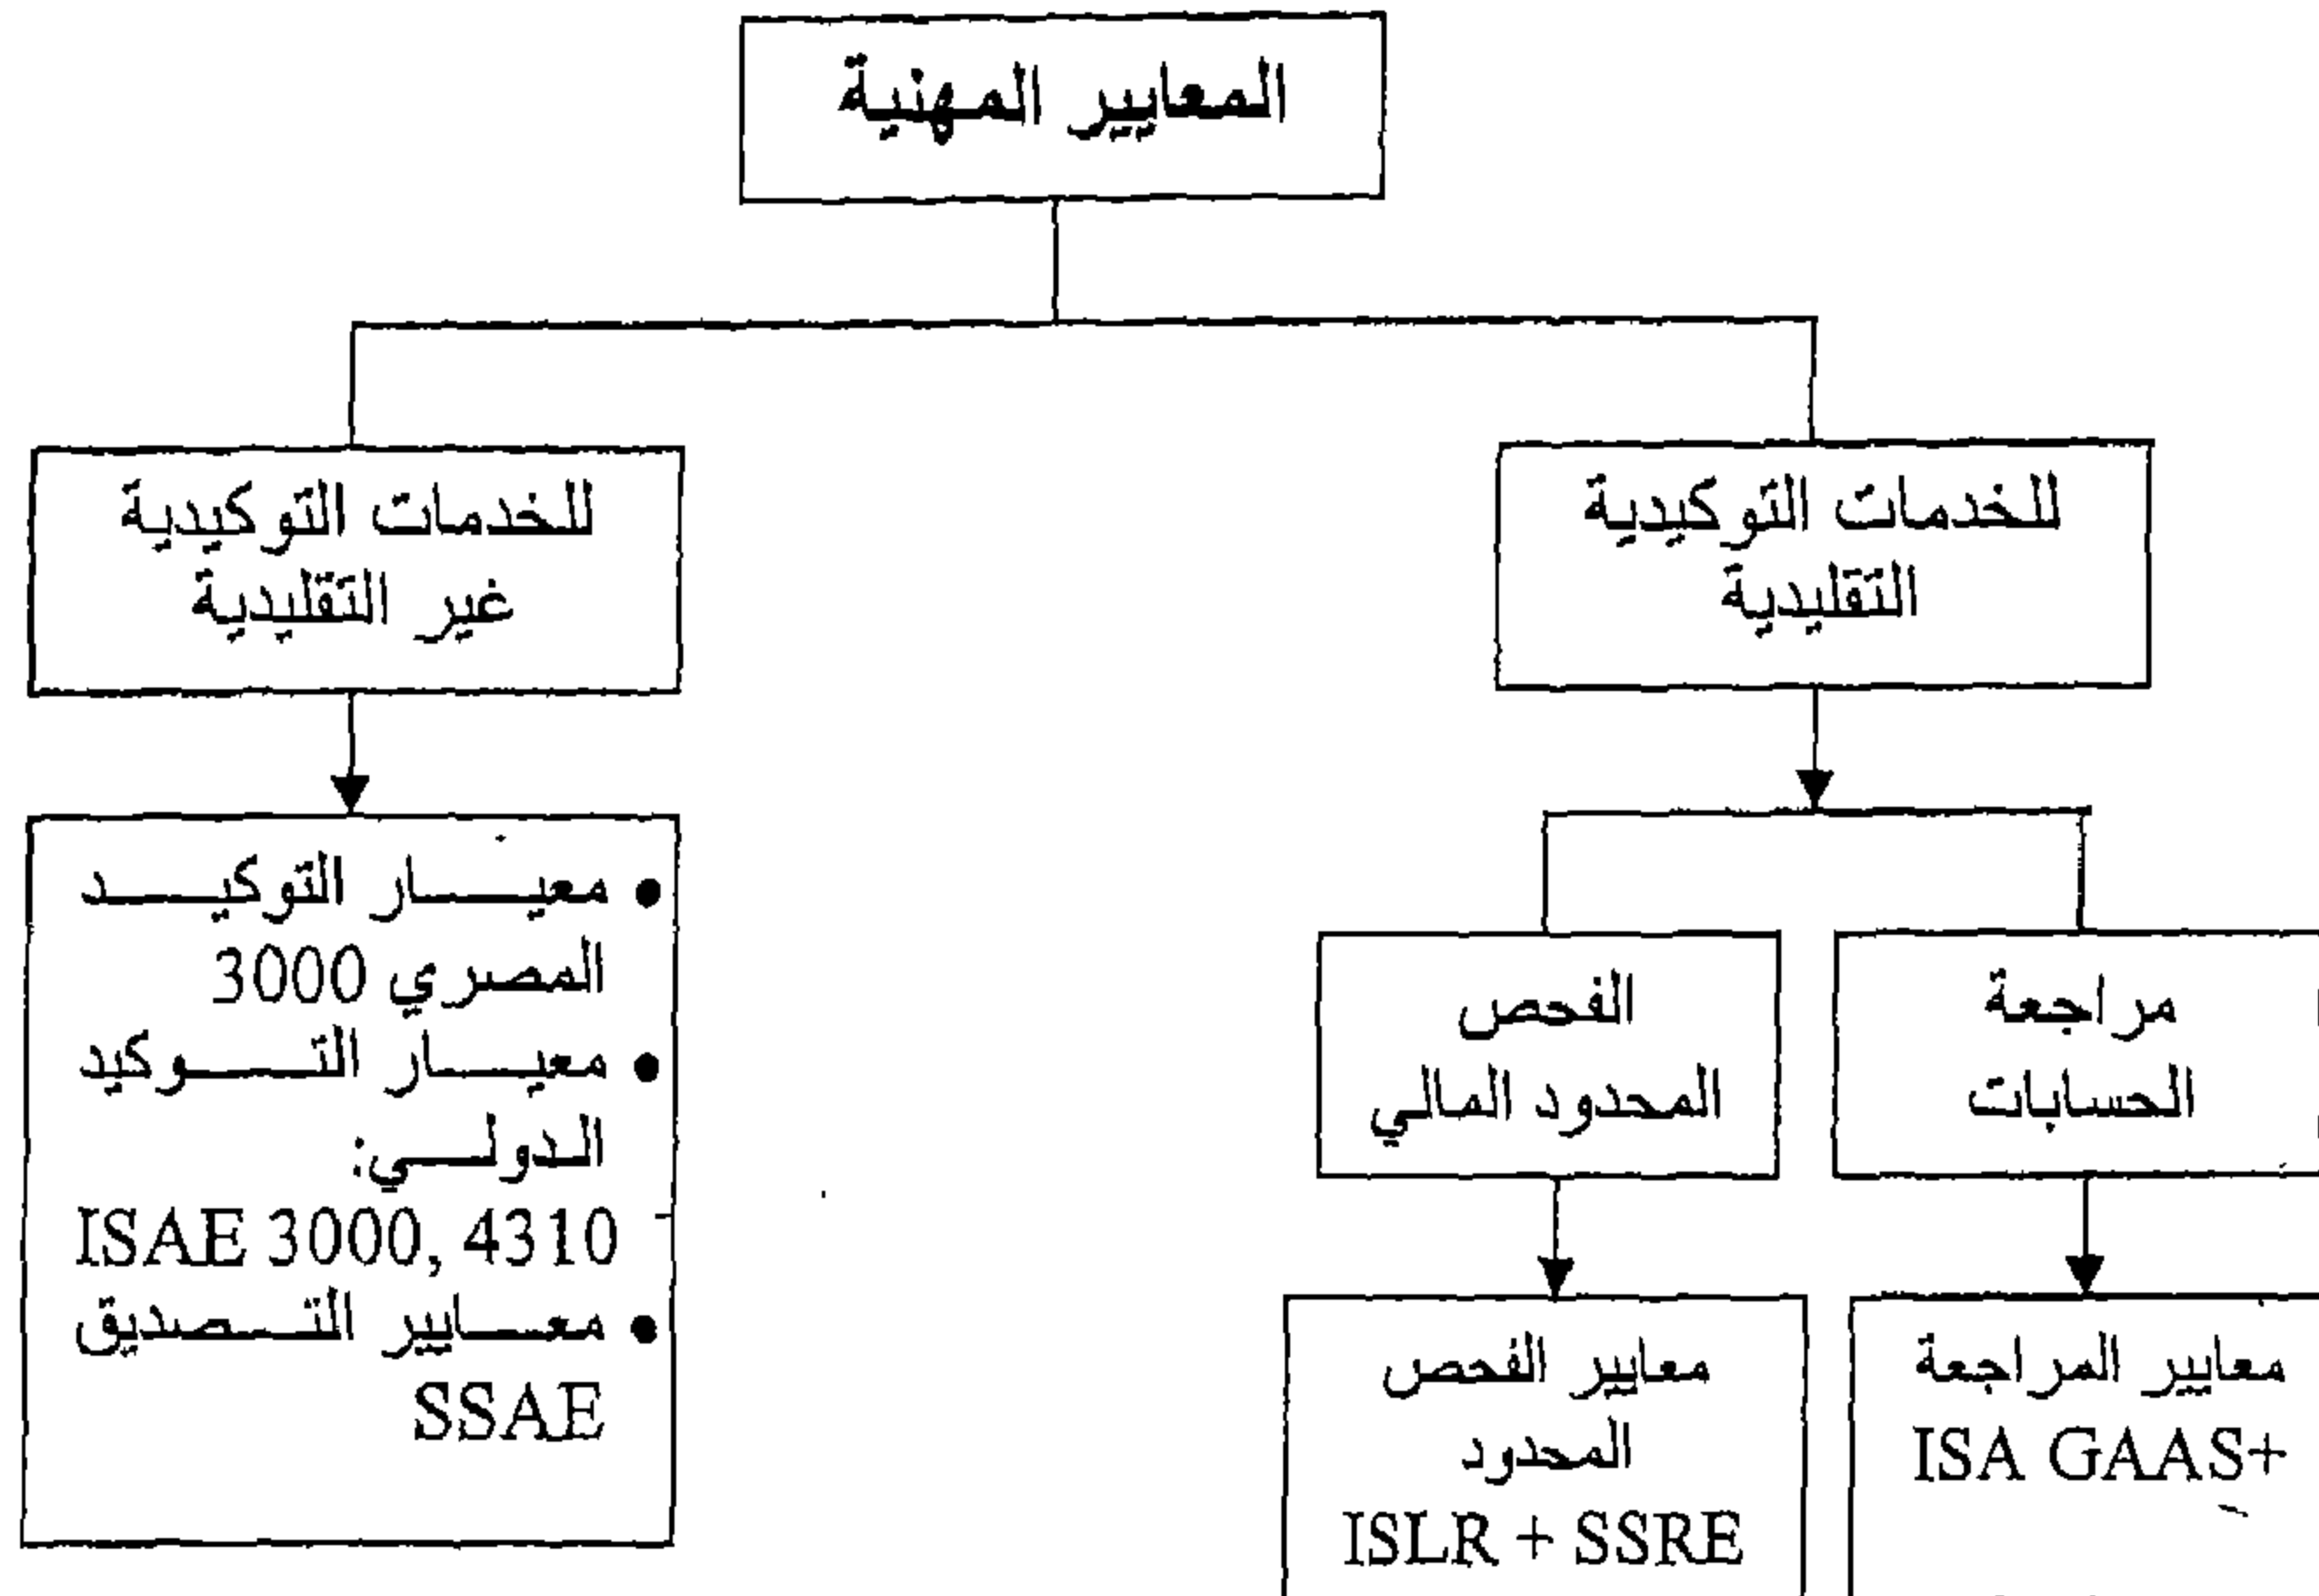 المعايير المهنية
للخدمات التوكيدية
التقليدية
للخدمات التوكيدية
غير التقليدية
مراجعة
الحسابات
الفحص
المحدود المالي
معايير المراجعة
ISA GAAS+
معايير الفحص
المحدود
ISLR + SSRE
• معيار التوكيد
المصري 3000
• معيار التوكيد
الدولي:
ISAE 3000, 4310
• معايير التصديق
SSAE